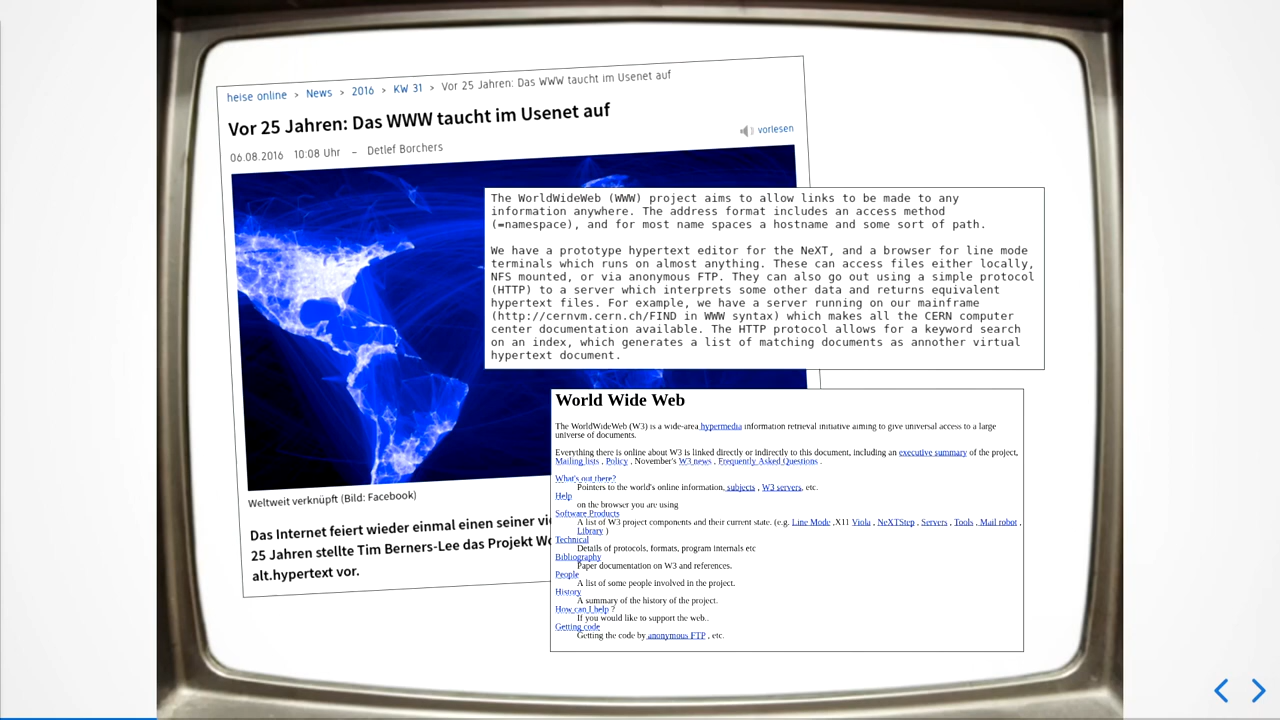 heise online > News > 2016 > KW 31 > Vor 25 Jahren: Das WWW taucht im Usenet auf
Vor 25 Jahren: Das WWW taucht im Usenet auf
vorlesen
06.08.2016 10:08 Uhr – Detlef Borchers
The WorldWideWeb (WWW) project aims to allow links to be made to any
information anywhere. The address format includes an access method
(=namespace), and for most name spaces a hostname and some sort of path.
We have a prototype hypertext editor for the NeXT, and a browser for line mode
terminals which runs on almost anything. These can access files either locally,
NFS mounted, or via anonymous FTP. They can also go out using a simple protocol
(HTTP) to a server which interprets some other data and returns equivalent
hypertext files. For example, we have a server running on our mainframe
(http://cernvm.cern.ch/FIND in WWW syntax) which makes all the CERN computer
center documentation available. The HTTP protocol allows for a keyword search
on an index, which generates a list of matching documents as annother virtual
hypertext document.
Weltweit verknüpft (Bild: Facebook)
Das Internet feiert wieder einmal einen seiner
25 Jahren stellte Tim Berners-Lee das Projekt
alt.hypertext vor.
World Wide Web
The WorldWideWeb (W3) is a wide-area hypermedia information retrieval initiative aiming to give universal access to a large
universe of documents.
Everything there is online about W3 is linked directly or indirectly to this document, including an executive summary of the project,
Mailing lists , Policy , November's W3 news , Frequently Asked Questions .
What's out there?
Pointers to the world's online information, subjects , W3 servers, etc.
Help
on the browser you are using
Software Products
A list of W3 project components and their current state. (e.g. Line Mode ,X11 Viola , NeXTStep , Servers , Tools , Mail robot ,
Library )
Technical
Details of protocols, formats, program internals etc
Bibliography
Paper documentation on W3 and references.
People
A list of some people involved in the project.
History
A summary of the history of the project.
How can I help ?
If you would like to support the web..
Getting code
Getting the code by anonymous FTP , etc.